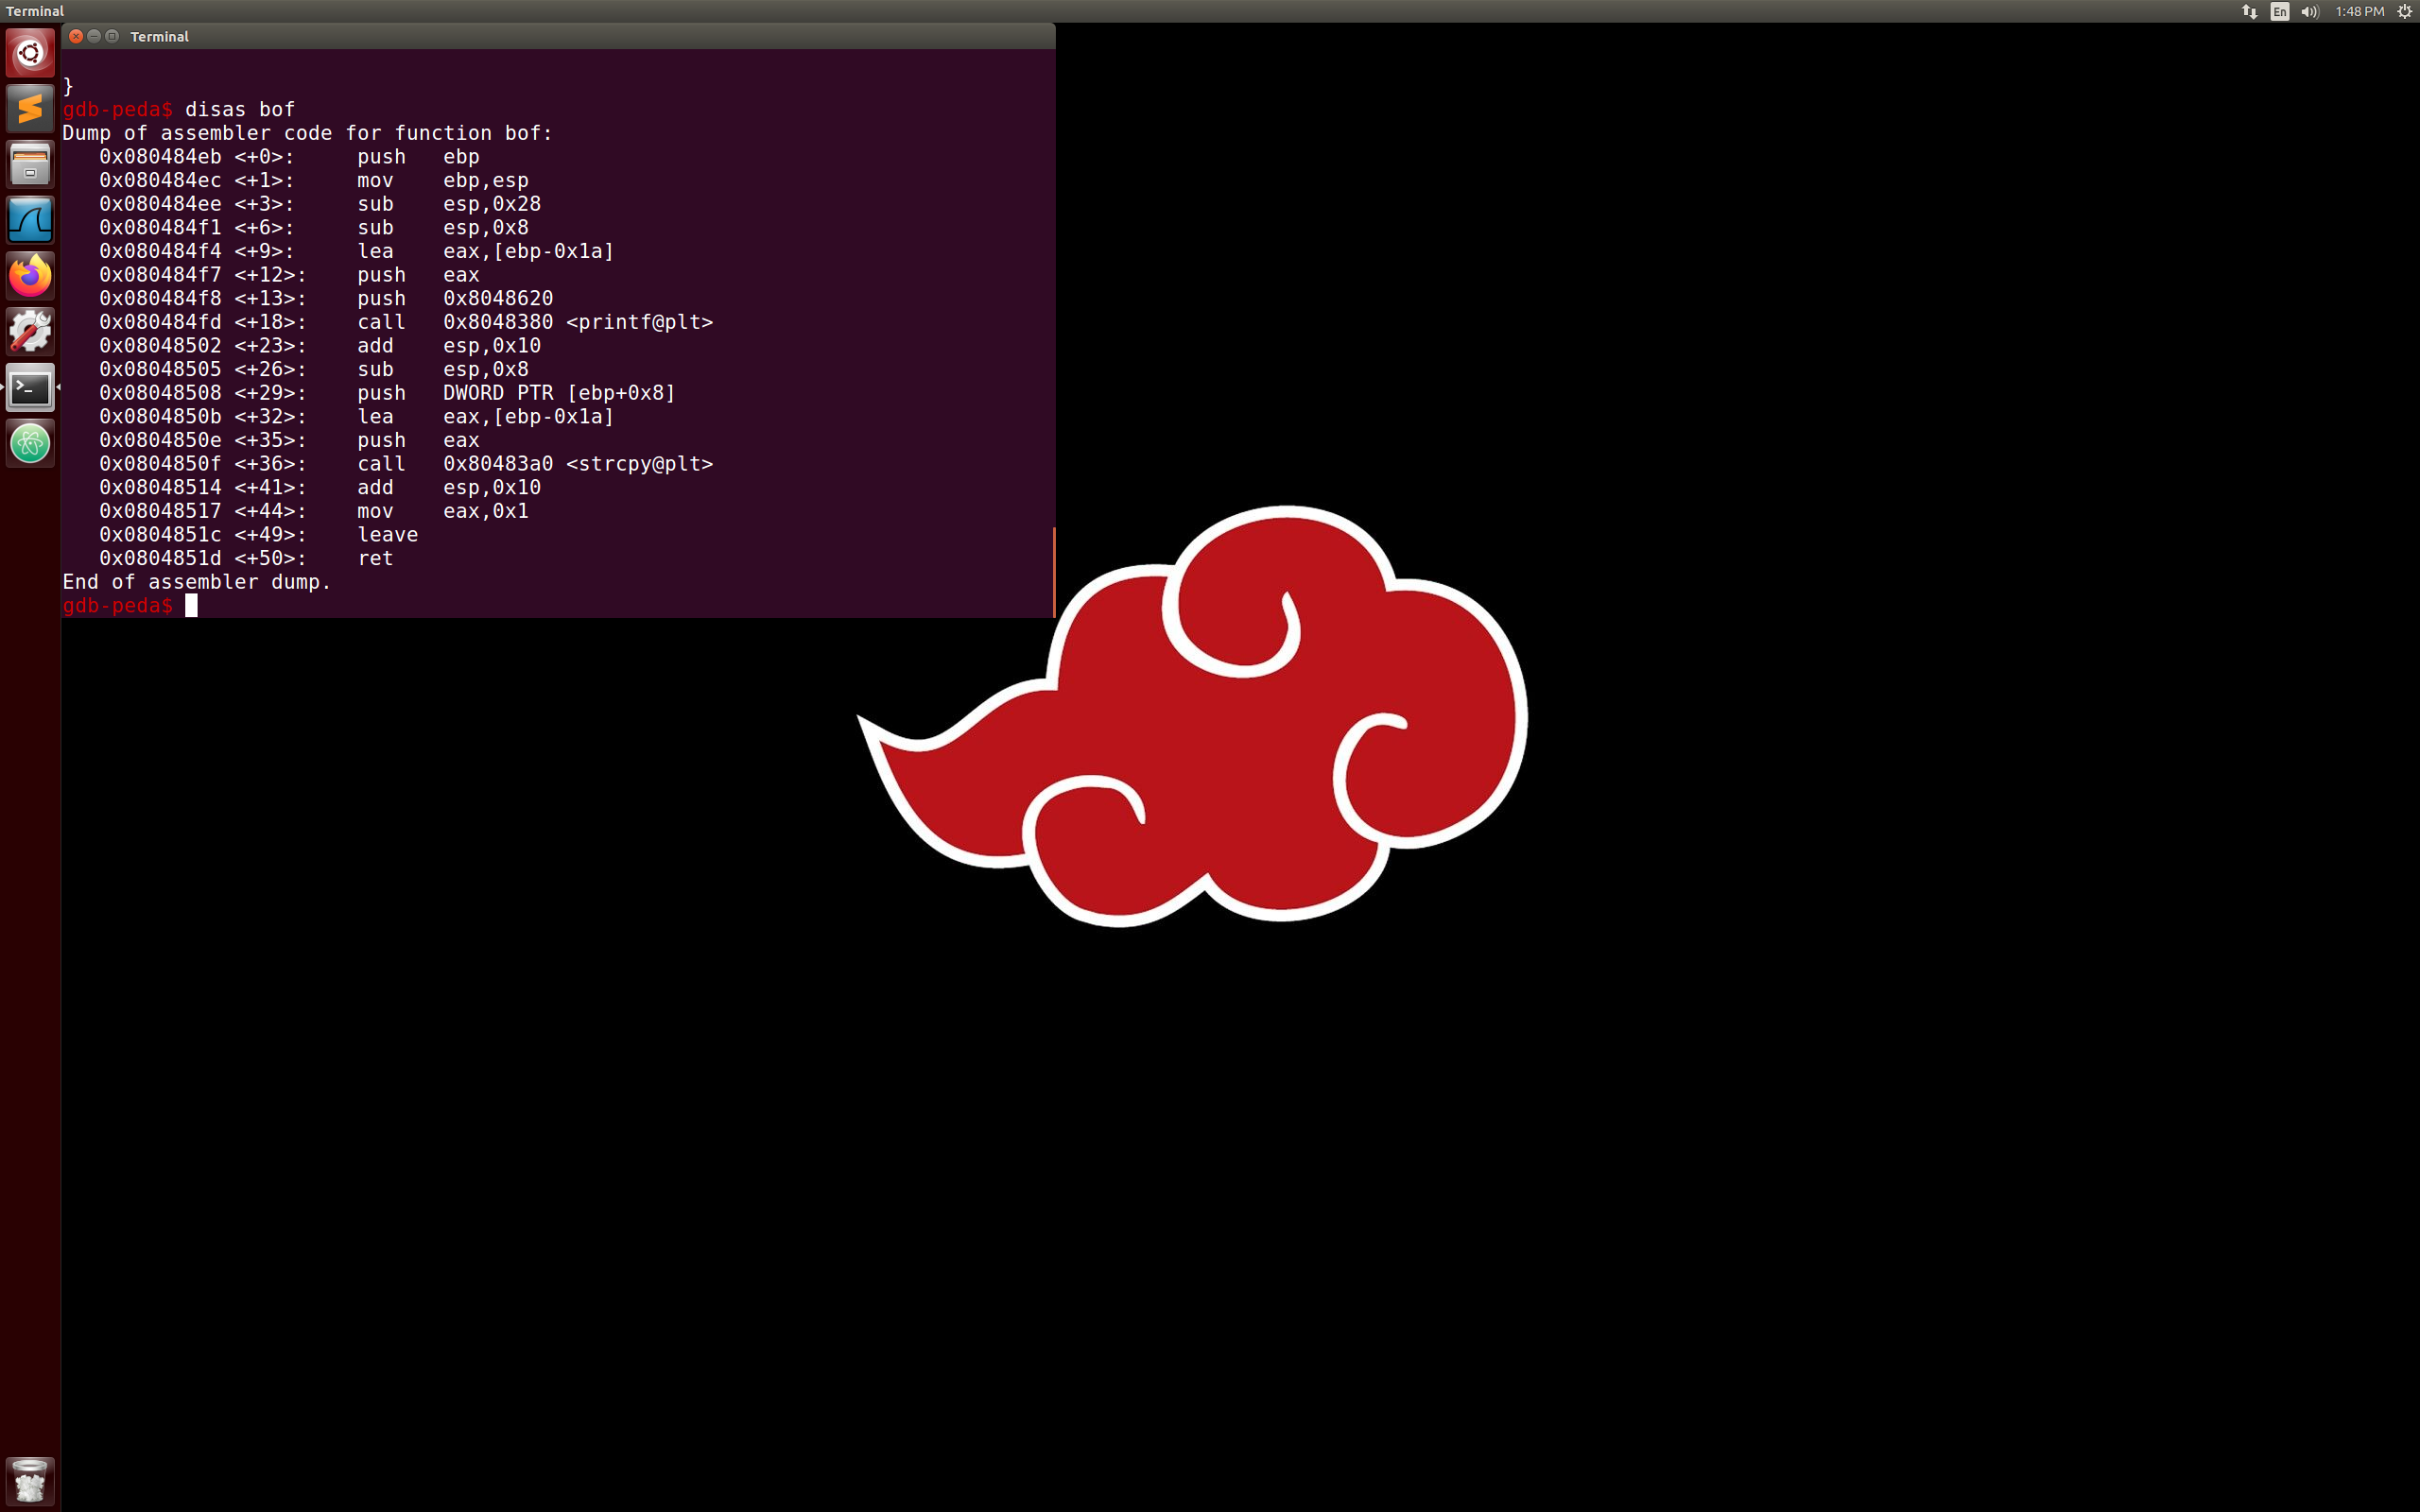 Terminal
En
1:48 PM
Terminal
}
gdb-peda$ disas bof
Dump of assembler code for function bof:
   0x080484eb <+0>:     push   ebp
   0x080484ec <+1>:     mov    ebp,esp
   0x080484ee <+3>:     sub    esp,0x28
   0x080484f1 <+6>:     sub    esp,0x8
   0x080484f4 <+9>:     lea    eax,[ebp-0x1a]
   0x080484f7 <+12>:    push   eax
   0x080484f8 <+13>:    push   0x8048620
   0x080484fd <+18>:    call   0x8048380 <printf@plt>
   0x08048502 <+23>:    add    esp,0x10
   0x08048505 <+26>:    sub    esp,0x8
   0x08048508 <+29>:    push   DWORD PTR [ebp+0x8]
   0x0804850b <+32>:    lea    eax,[ebp-0x1a]
   0x0804850e <+35>:    push   eax
   0x0804850f <+36>:    call   0x80483a0 <strcpy@plt>
   0x08048514 <+41>:    add    esp,0x10
   0x08048517 <+44>:    mov    eax,0x1
   0x0804851c <+49>:    leave
   0x0804851d <+50>:    ret
End of assembler dump.
gdb-peda$